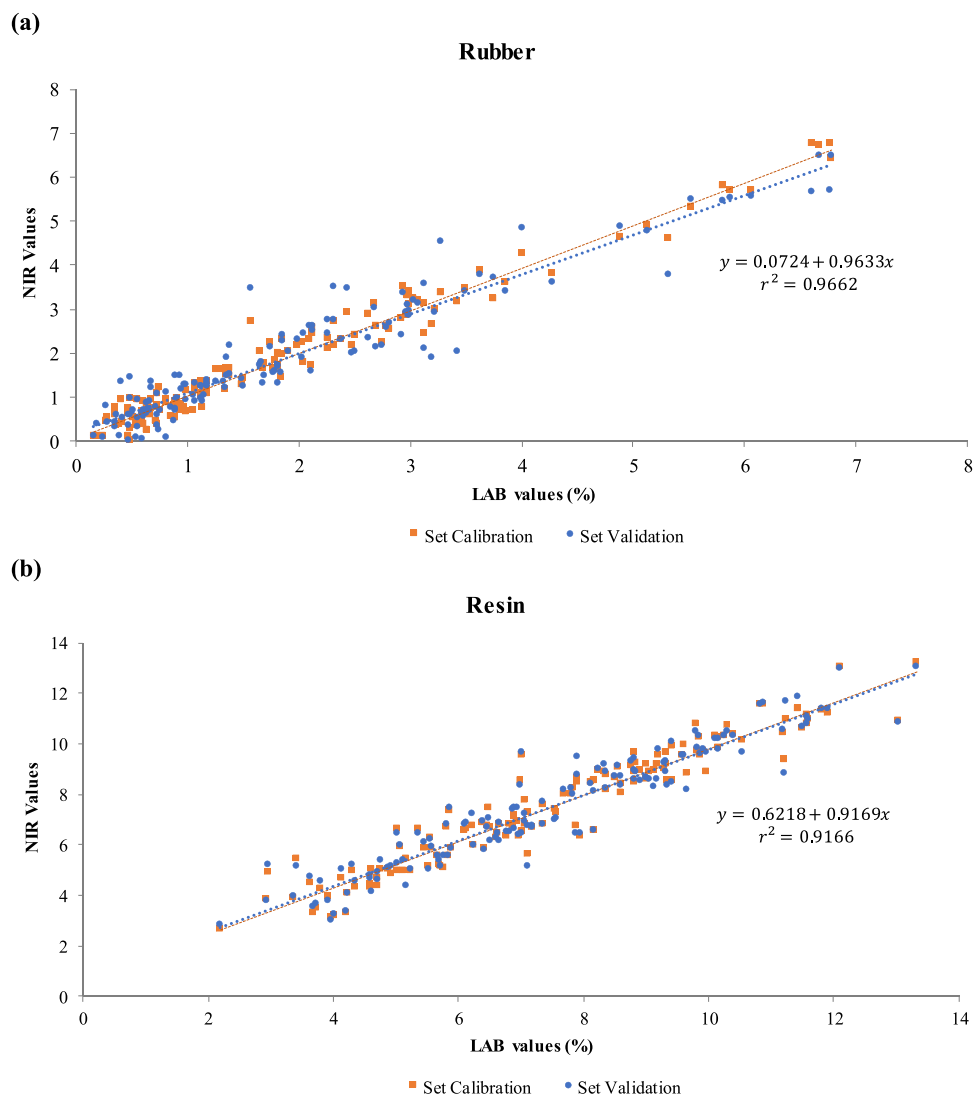 (a)
Rubber
8
7
6
5
4
3
2
1
0
NIR Values
y = 0.0724 + 0.9633x
r² = 0.9662
0 1 2 3 4 5 6 7 8
LAB values (%)
Set Calibration Set Validation
(b)
Resin
14
12
10
8
6
4
2
0
NIR Values
y = 0.6218 + 0.9169x
r² = 0.9166
0 2 4 6 8 10 12 14
LAB values (%)
Set Calibration Set Validation